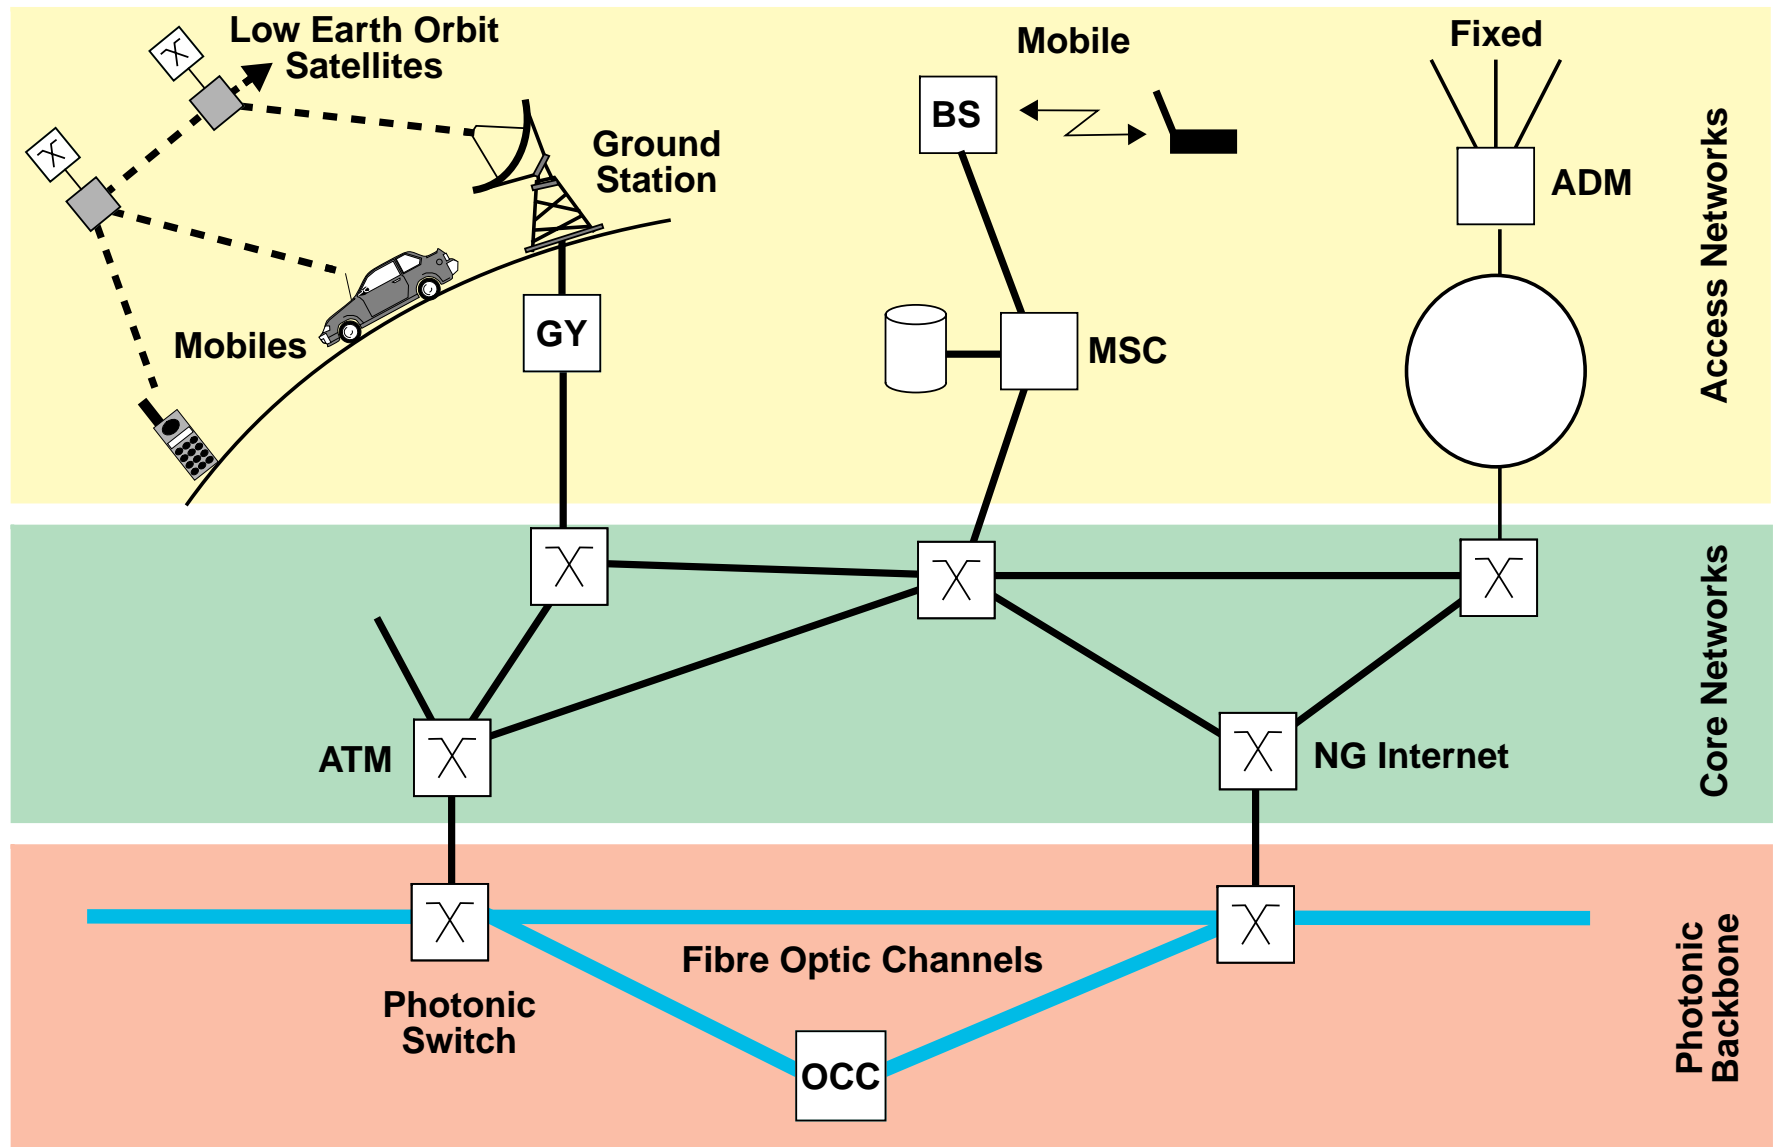 Low Earth Orbit
Satellites
Mobile
Fixed
BS
Ground
Station
ADM
Access Networks
GY
Mobiles
MSC
Core Networks
ATM
NG Internet
Fibre Optic Channels
Photonic
Switch
Photonic
Backbone
OCC